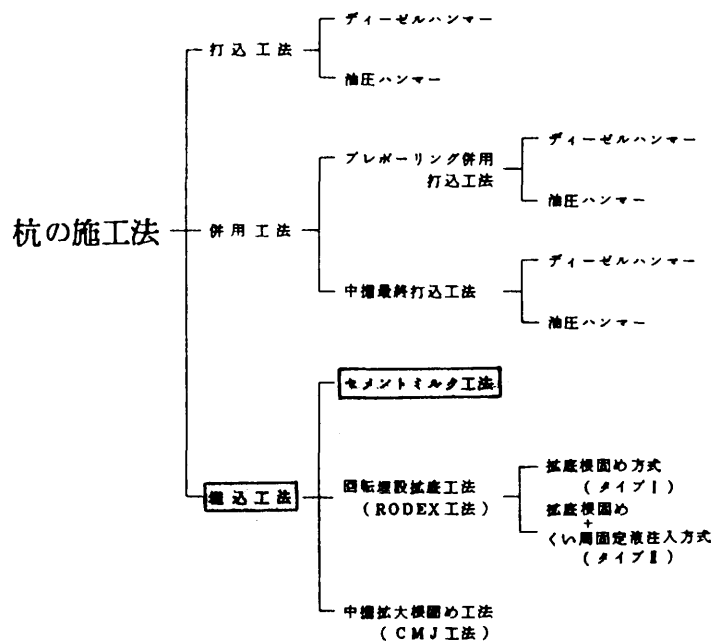 杭の施工法
打込工法
ディーゼルハンマー
油圧ハンマー
併用工法
プレボーリング併用
打込工法
ディーゼルハンマー
油圧ハンマー
中掘最終打込工法
ディーゼルハンマー
油圧ハンマー
埋込工法
セメントミルク工法
回転埋設拡底工法
(RODEX工法)
拡底根固め方式
(タイプⅠ)
拡底根固め
+
くい周固定液注入方式
(タイプⅡ)
中掘拡大根固め工法
(CMJ工法)